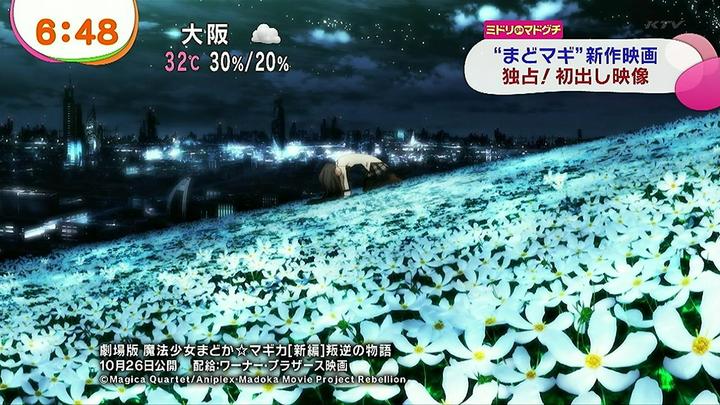 6:48
大阪
32℃ 30%/20%
KTV
ミドリのマドグチ
“まどマギ”新作映画
独占！初出し映像
劇場版 魔法少女まどか☆マギカ[新編]叛逆の物語
10月26日公開　配給:ワーナー・ブラザース映画
©Magica Quartet/Aniplex・Madoka Movie Project Rebellion